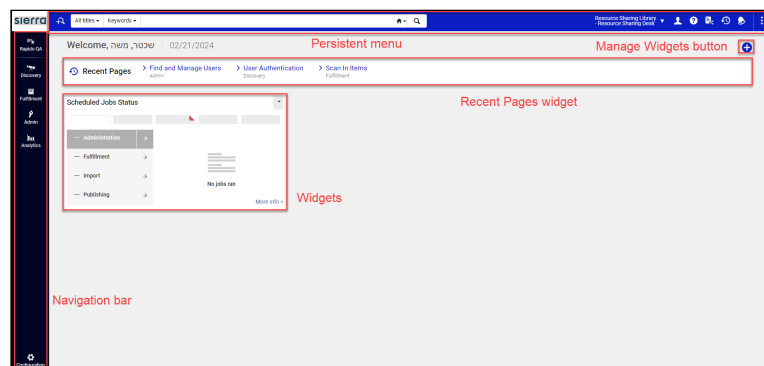 sierra
All titles Keywords
Resource Sharing Library
- Resource Sharing Desk
Rapido QA
Welcome, שכטר, משה 02/21/2024
Persistent menu
Manage Widgets button
Discovery
Recent Pages
> Find and Manage Users
Admin
> User Authentication
Discovery
> Scan In Items
Fulfillment
Fulfillment
Scheduled Jobs Status
Recent Pages widget
Admin
Analytics
— Administration
— Fulfillment
— Import
— Publishing
No jobs ran
More Info
Widgets
Navigation bar
Configuration